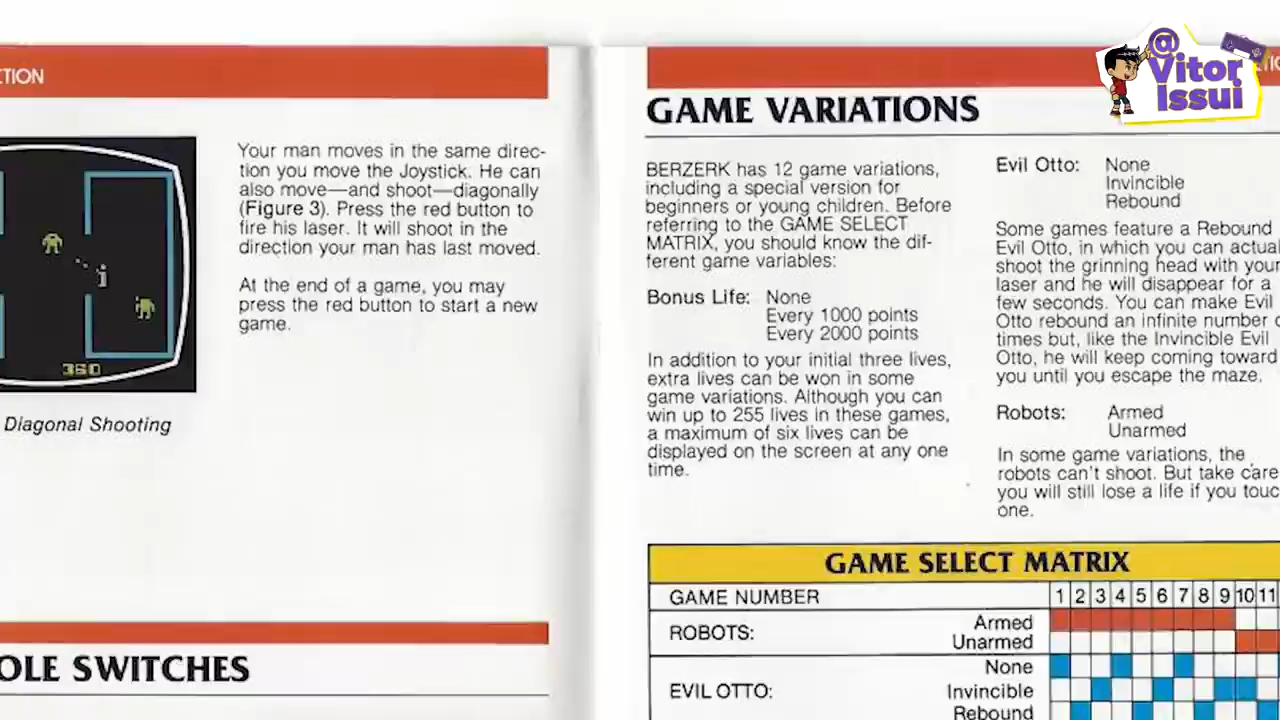 CTION
Your man moves in the same direc-
tion you move the Joystick. He can
also move—and shoot—diagonally
(Figure 3). Press the red button to
fire his laser. It will shoot in the
direction your man has last moved.
At the end of a game, you may
press the red button to start a new
game.
360
Diagonal Shooting
OLE SWITCHES
@
Vitor
Issui
GAME VARIATIONS
BERZERK has 12 game variations,
including a special version for
beginners or young children. Before
referring to the GAME SELECT
MATRIX, you should know the dif-
ferent game variables:
Bonus Life: None
Every 1000 points
Every 2000 points
In addition to your initial three lives,
extra lives can be won in some
game variations. Although you can
win up to 255 lives in these games,
a maximum of six lives can be
displayed on the screen at any one
time.
Evil Otto: None
Invincible
Rebound
Some games feature a Rebound
Evil Otto, in which you can actual
shoot the grinning head with your
laser and he will disappear for a
few seconds. You can make Evil
Otto rebound an infinite number o
times but, like the Invincible Evil
Otto, he will keep coming toward
you until you escape the maze.
Robots: Armed
Unarmed
In some game variations, the
robots can't shoot. But take care
you will still lose a life if you touc
one.
GAME SELECT MATRIX
GAME NUMBER 1 2 3 4 5 6 7 8 9 10 11
ROBOTS: Armed
Unarmed
EVIL OTTO: None
Invincible
Rebound